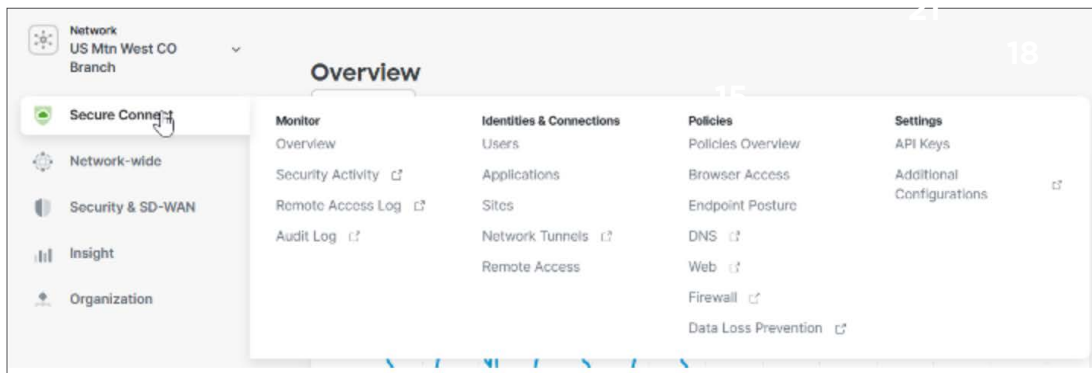 Network
US Mtn West CO
Branch
Overview
Secure Connect
Network-wide
Security & SD-WAN
Insight
Organization
Monitor
Overview
Security Activity
Remote Access Log
Audit Log
Identities & Connections
Users
Applications
Sites
Network Tunnels
Remote Access
Policies
Policies Overview
Browser Access
Endpoint Posture
DNS
Web
Firewall
Data Loss Prevention
Settings
API Keys
Additional
Configurations
18